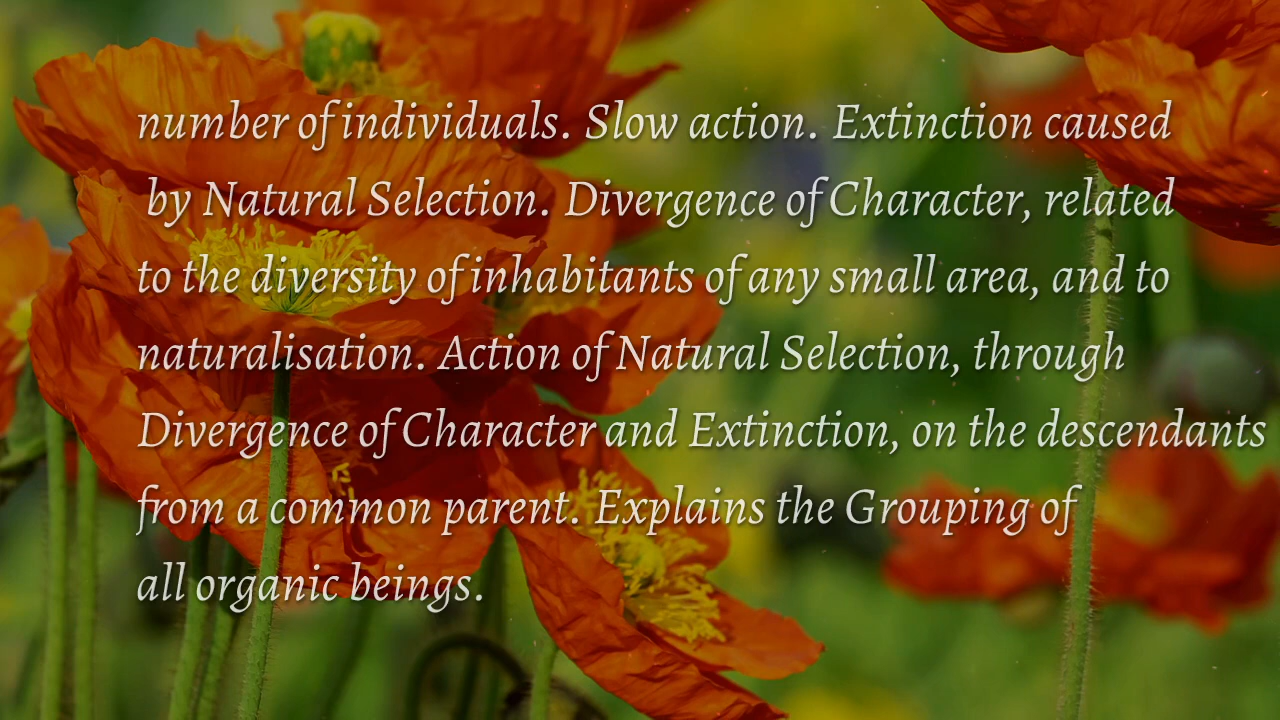 number of individuals. Slow action. Extinction caused
by Natural Selection. Divergence of Character, related
to the diversity of inhabitants of any small area, and to
naturalisation. Action of Natural Selection, through
Divergence of Character and Extinction, on the descendants
from a common parent. Explains the Grouping of
all organic beings.